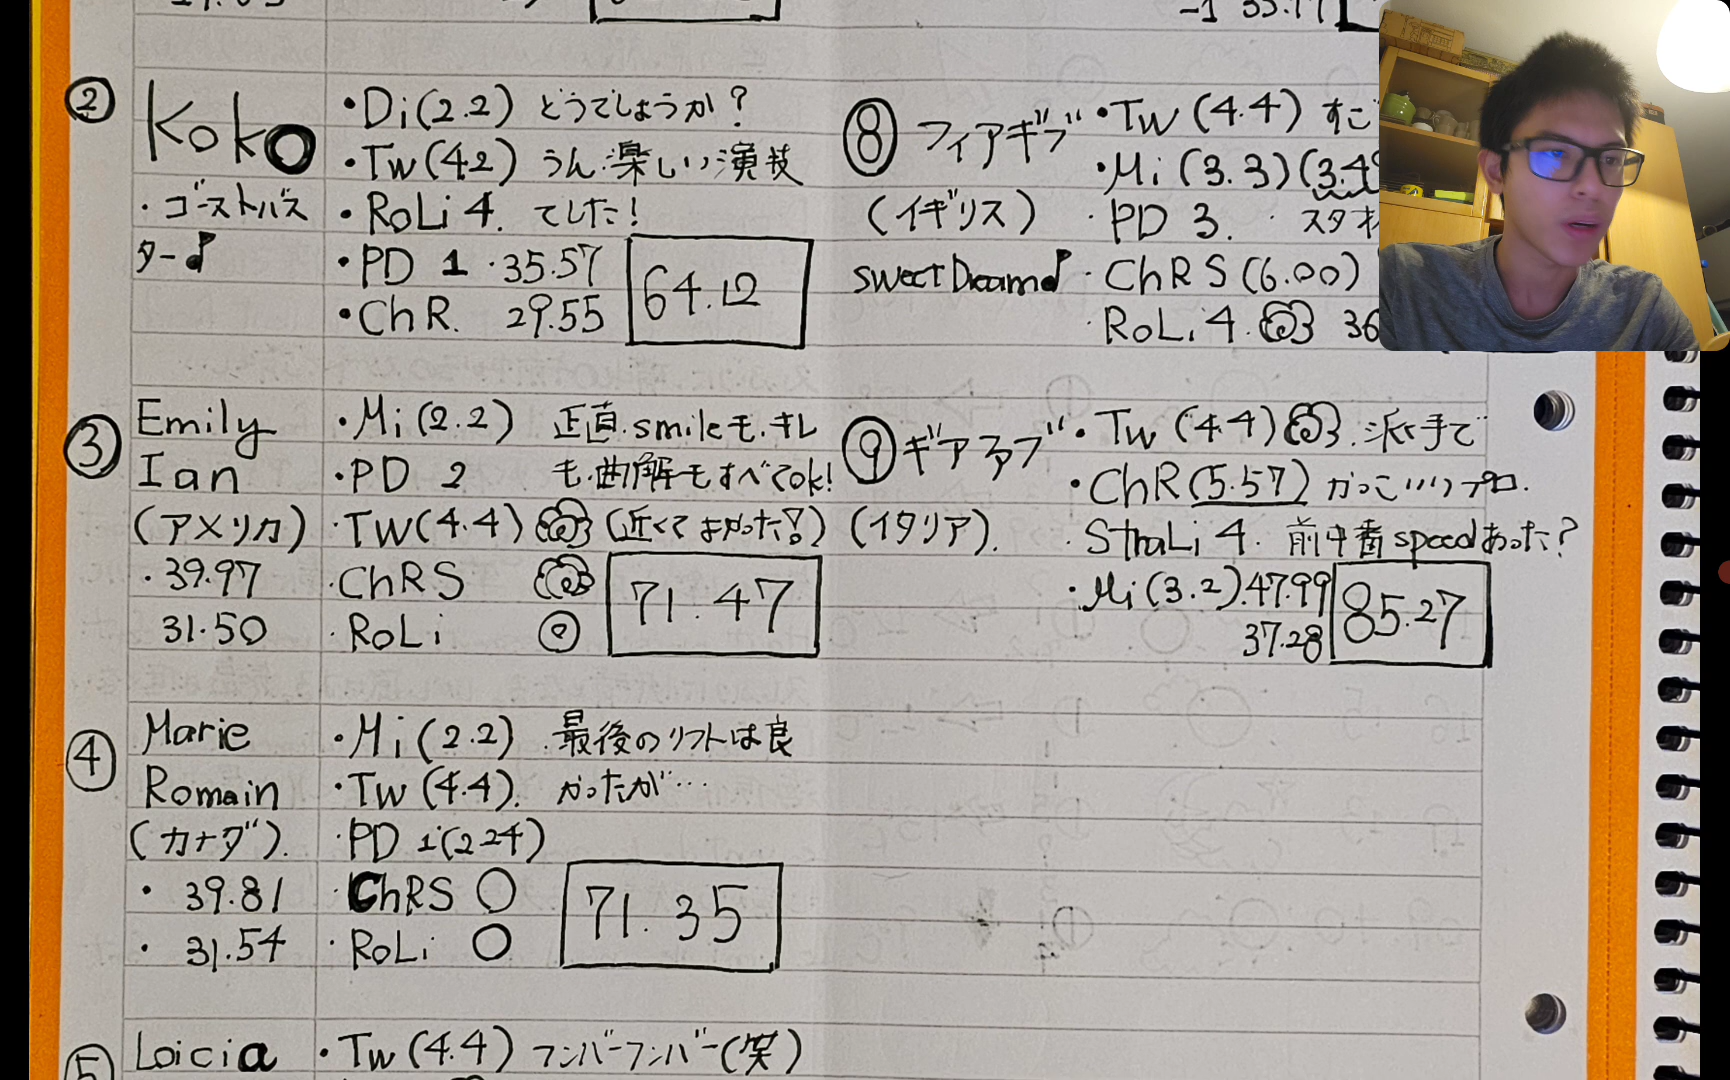 ②
Koko
・ゴーストバス
ター♪
・Di(2.2) どうでしょうか?
・Tw(4.2) うん.楽しい演技
・RoLi 4. でした!
・PD 1 ・35.57
・ChR. 29.55
64.12
③
Emily
Ian
(アメリカ)
・39.97
31.50
・Mi(2.2) 正直.smileも.キレ
・PD 2 も.曲解もすべてok!
・TW(4.4) (近くてよかった!?)
・ChRS
・RoLi ◎
71.47
④
Marie
Romain
(カナダ).
・39.81
・31.54
・Mi(2.2) .最後のリフトは良
・Tw(4.4). かったが…
・PD 1(2.24)
・ChRS ○
・RoLi ○
71.35
⑤
Loicia
・Tw(4.4) フンバーフンバー(笑)
-1 35.17
⑧
フィアギブ
(イギリス)
sweet Dream♪
・Tw(4.4) すご
・Mi(3.3)
・PD 3. ・スタオ
・ChRS(6.00)
・RoLi 4. 36
⑨
ギアファブ
(イタリア).
・Tw(4.4) .派手で
・ChR(5.57) かっこいいプロ.
・StraLi 4. 前中番speedあった?
・Mi(3.2).47.99
37.28
85.27